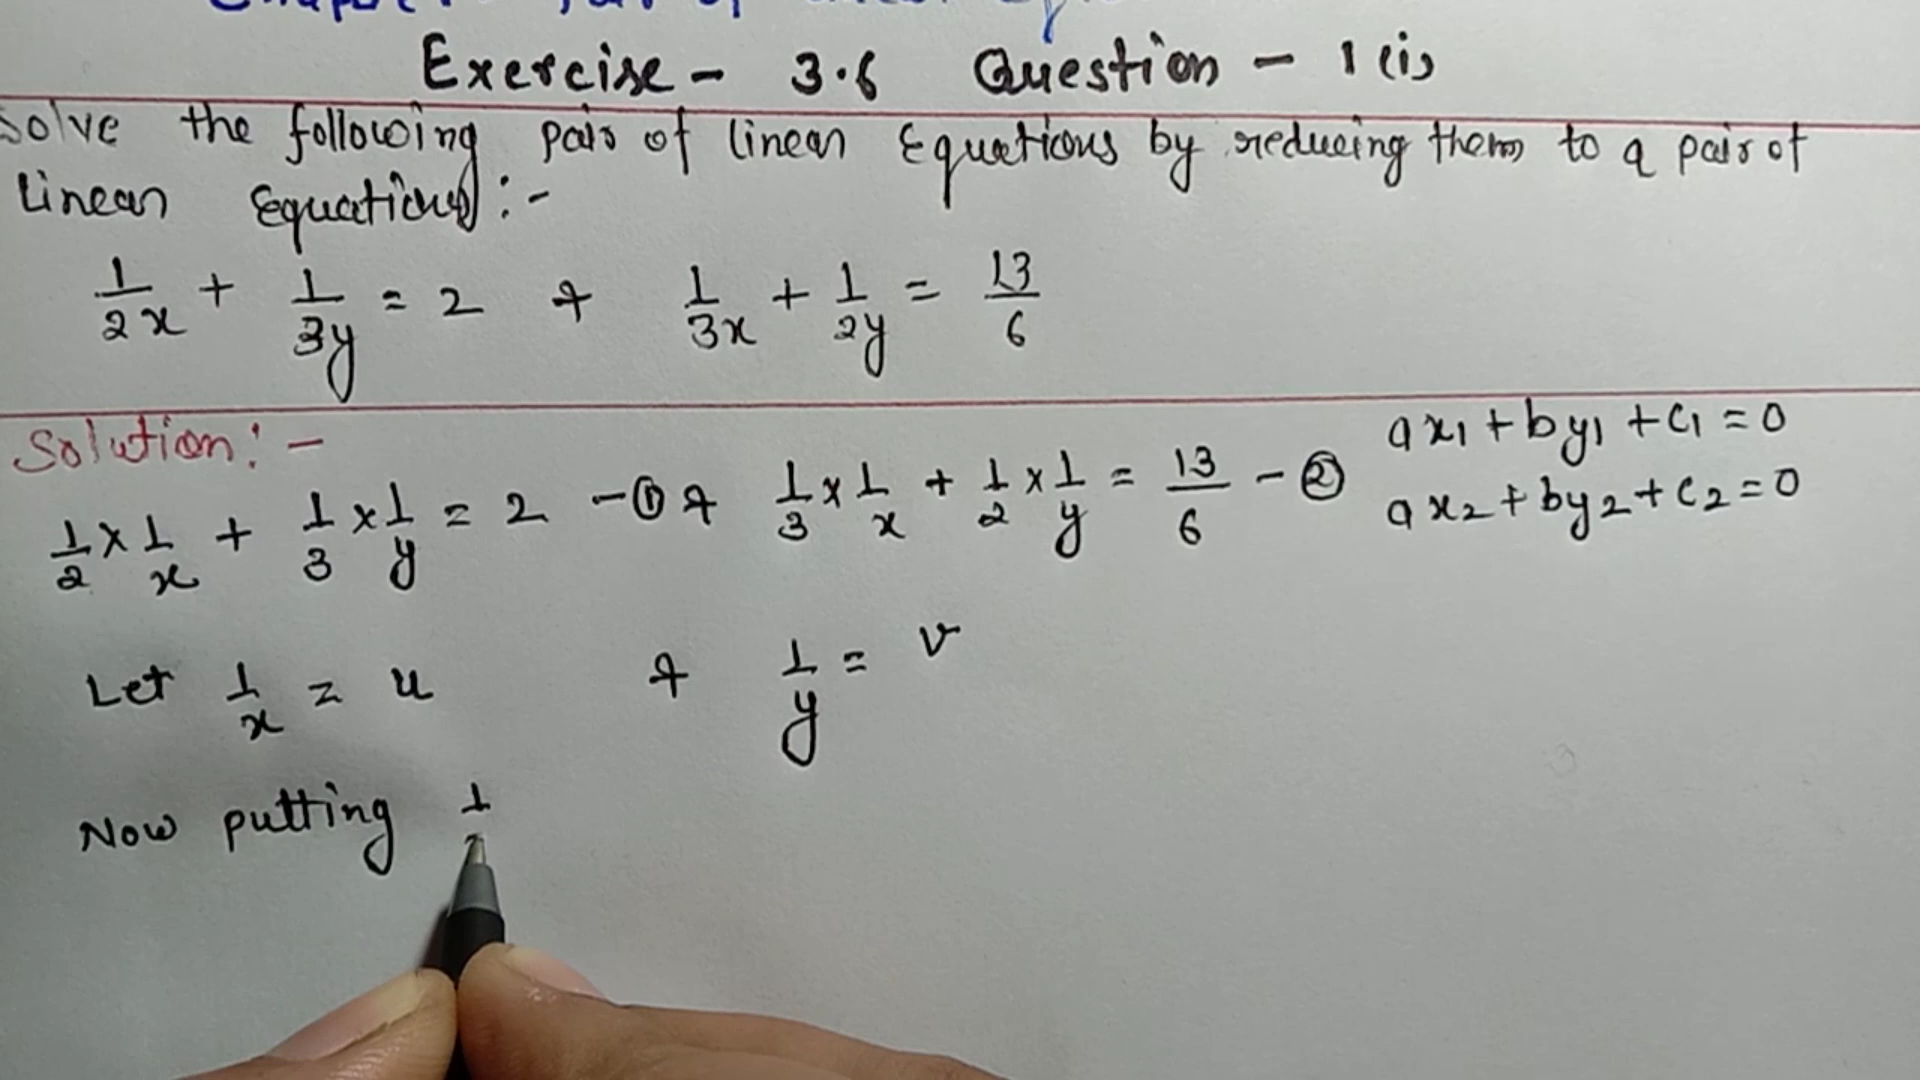 Exercise - 3.6 Question - 1(i)
Solve the following pair of linear Equations by reducing them to a pair of
Linear Equations :-
1/2x + 1/3y = 2 & 1/3x + 1/2y = 13/6
Solution :-
1/2 × 1/x + 1/3 × 1/y = 2 - ① & 1/3 × 1/x + 1/2 × 1/y = 13/6 - ②
ax₁ + by₁ + c₁ = 0
ax₂ + by₂ + c₂ = 0
Let 1/x = u & 1/y = v
Now putting 1